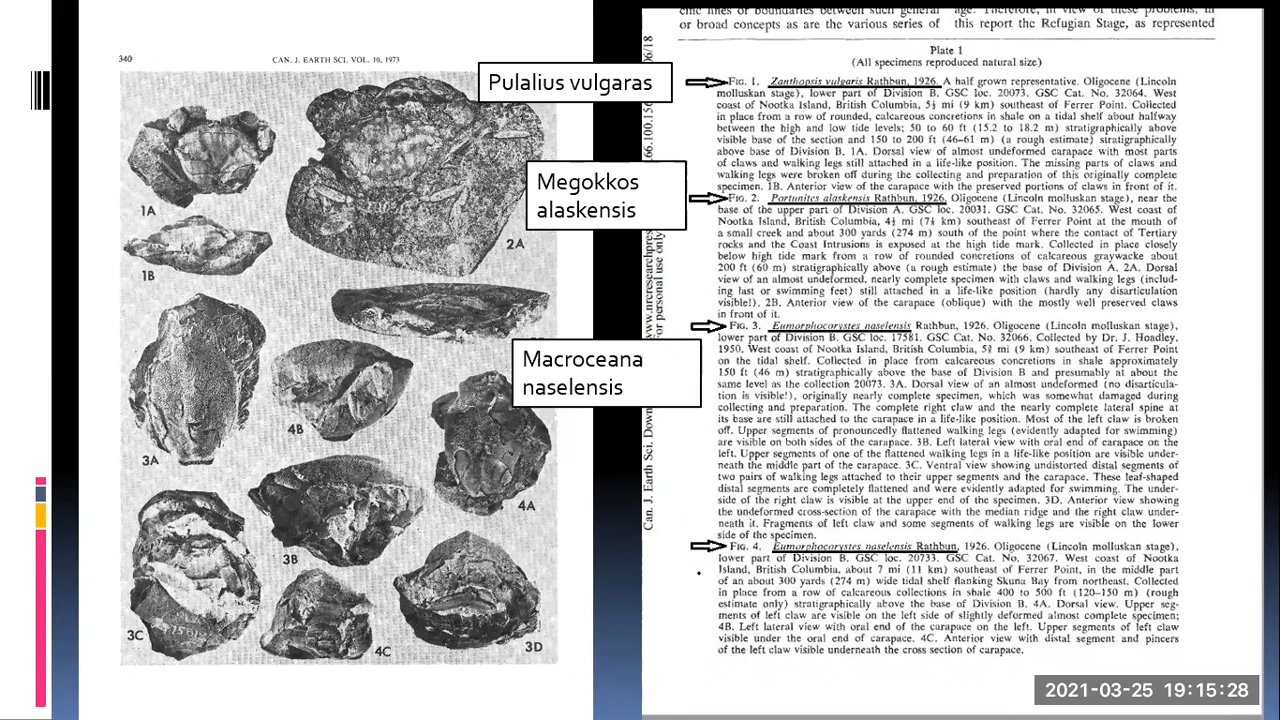 340
CAN. J. EARTH SCI. VOL. 10, 1973
1A
1B
2A
3A
4B
4A
3B
3C
4C
3D
Pulalius vulgaras
Megokkos
alaskensis
Macroceana
naselensis
or broad concepts as are the various series of
this report the Refugian Stage, as represented
Plate 1
(All specimens reproduced natural size)
FIG. 1. Zanthopsis vulgaris Rathbun, 1926. A half grown representative. Oligocene (Lincoln
molluskan stage), lower part of Division B. GSC loc. 20073. GSC Cat. No. 32064. West
coast of Nootka Island, British Columbia, 5½ mi (9 km) southeast of Ferrer Point. Collected
in place from a row of rounded, calcareous concretions in shale on a tidal shelf about halfway
between the high and low tide levels; 50 to 60 ft (15.2 to 18.2 m) stratigraphically above
visible base of the section and 150 to 200 ft (46–61 m) (a rough estimate) stratigraphically
above base of Division B. 1A. Dorsal view of almost undeformed carapace with most parts
of claws and walking legs still attached in a life-like position. The missing parts of claws and
walking legs were broken off during the collecting and preparation of this originally complete
specimen. 1B. Anterior view of the carapace with the preserved portions of claws in front of it.
FIG. 2. Portunites alaskensis Rathbun, 1926. Oligocene (Lincoln molluskan stage), near the
base of the upper part of Division A. GSC loc. 20031. GSC Cat. No. 32065. West coast of
Nootka Island, British Columbia, 4½ mi (7½ km) southeast of Ferrer Point at the mouth of
a small creek and about 300 yards (274 m) south of the point where the contact of Tertiary
rocks and the Coast Intrusions is exposed at the high tide mark. Collected in place closely
below high tide mark from a row of rounded concretions of calcareous graywacke about
200 ft (60 m) stratigraphically above (a rough estimate) the base of Division A. 2A. Dorsal
view of an almost undeformed, nearly complete specimen with claws and walking legs (includ-
ing last or swimming feet) still attached in a life-like position (hardly any disarticulation
visible!). 2B. Anterior view of the carapace (oblique) with the mostly well preserved claws
in front of it.
FIG. 3. Eumorphocorystes naselensis Rathbun, 1926. Oligocene (Lincoln molluskan stage),
lower part of Division B. GSC loc. 17581. GSC Cat. No. 32066. Collected by Dr. J. Hoadley,
1950. West coast of Nootka Island, British Columbia, mi (9 km) southeast of Ferrer Point
on the tidal shelf. Collected in place from calcareous concretions in shale approximately
150 ft (46 m) stratigraphically above the base of Division B and presumably at about the
same level as the collection 20073. 3A. Dorsal view of an almost undeformed (no disarticula-
tion is visible!), originally nearly complete specimen, which was somewhat damaged during
collecting and preparation. The complete right claw and the nearly complete lateral spine at
its base are still attached to the carapace in a life-like position. Most of the left claw is broken
off. Upper segments of pronouncedly flattened walking legs (evidently adapted for swimming)
are visible on both sides of the carapace. 3B. Left lateral view with oral end of carapace on the
left. Upper segments of one of the flattened walking legs in a life-like position are visible under-
neath the middle part of the carapace. 3C. Ventral view showing undistorted distal segments of
two pairs of walking legs attached to their upper segments and the carapace. These leaf-shaped
distal segments are completely flattened and were evidently adapted for swimming. The under-
side of the right claw is visible at the upper end of the specimen. 3D. Anterior view showing
the undeformed cross-section of the carapace with the median ridge and the right claw under-
neath it. Fragments of left claw and some segments of walking legs are visible on the lower
side of the specimen.
FIG. 4. Eumorphocorystes naselensis Rathbun, 1926. Oligocene (Lincoln molluskan stage),
lower part of Division B. GSC loc. 20733. GSC Cat. No. 32067. West coast of Nootka
Island, British Columbia, about 7 mi (11 km) southeast of Ferrer Point, in the middle part
of an about 300 yards (274 m) wide tidal shelf flanking Skuna Bay from northeast. Collected
in place from a row of calcareous collections in shale 400 to 500 ft (120–150 m) (rough
estimate only) stratigraphically above the base of Division B. 4A. Dorsal view. Upper seg-
ments of left claw are visible on the left side of slightly deformed almost complete specimen;
4B. Left lateral view with oral end of the carapace on the left. Upper segments of left claw
visible under the oral end of carapace. 4C. Anterior view with distal segment and pincers
of the left claw visible underneath the cross section of carapace.
Can. J. Earth Sci. Down
www.nrcresearchpres
For personal use only
66.100.156
06/18
2021-03-25 19:15:28